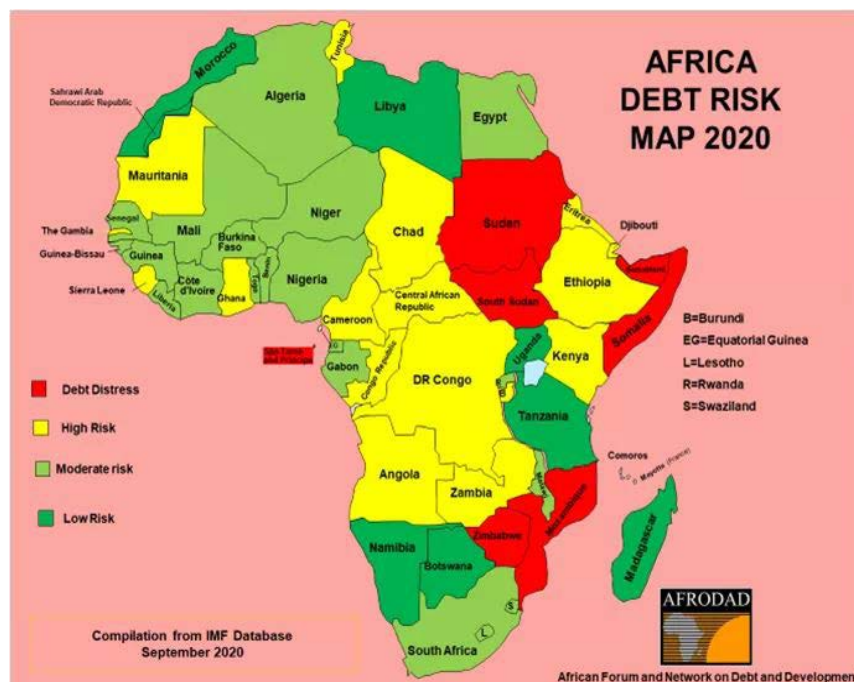 AFRICA
DEBT RISK
MAP 2020
Morocco
Tunisia
Sahrawi Arab
Democratic Republic
Algeria
Libya
Egypt
Mauritania
Senegal
The Gambia
Guinea-Bissau
Guinea
Sierra Leone
Liberia
Mali
Burkina
Faso
Côte
d'Ivoire
Ghana
Togo
Benin
Niger
Nigeria
Chad
Sudan
Eritrea
Djibouti
Ethiopia
Somalia
South Sudan
Central African
Republic
Cameroon
São Tomé
and Principe
EG
Gabon
Congo Republic
DR Congo
Uganda
Kenya
Tanzania
B=Burundi
EG=Equatorial Guinea
L=Lesotho
R=Rwanda
S=Swaziland
Debt Distress
High Risk
Moderate risk
Low Risk
Angola
Zambia
Malawi
Mozambique
Comoros
Mayotte (France)
Zimbabwe
Namibia
Botswana
Madagascar
South Africa
S
L
Compilation from IMF Database
September 2020
AFRODAD
African Forum and Network on Debt and Development